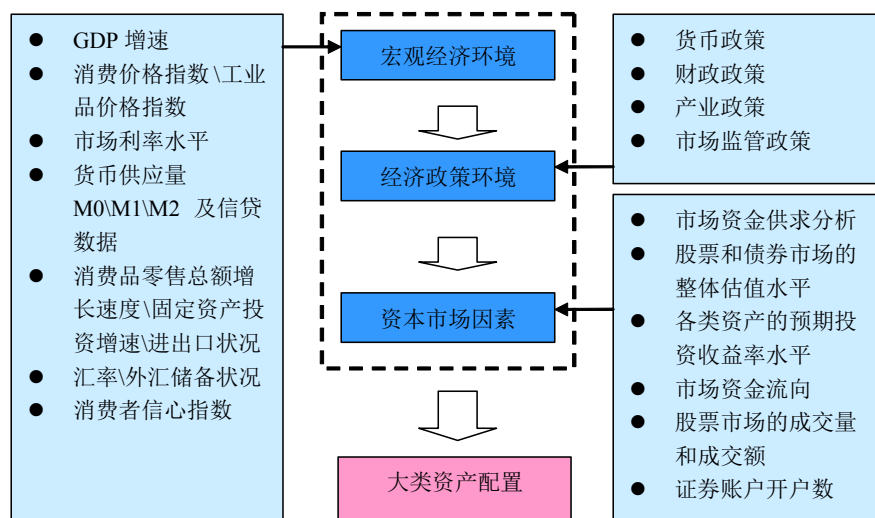 GDP 增速
消费价格指数\工业
品价格指数
市场利率水平
货币供应量
M0\M1\M2 及信贷
数据
消费品零售总额增
长速度\固定资产投
资增速\进出口状况
汇率\外汇储备状况
消费者信心指数
宏观经济环境
经济政策环境
资本市场因素
大类资产配置
货币政策
财政政策
产业政策
市场监管政策
市场资金供求分析
股票和债券市场的
整体估值水平
各类资产的预期投
资收益率水平
市场资金流向
股票市场的成交量
和成交额
证券账户开户数